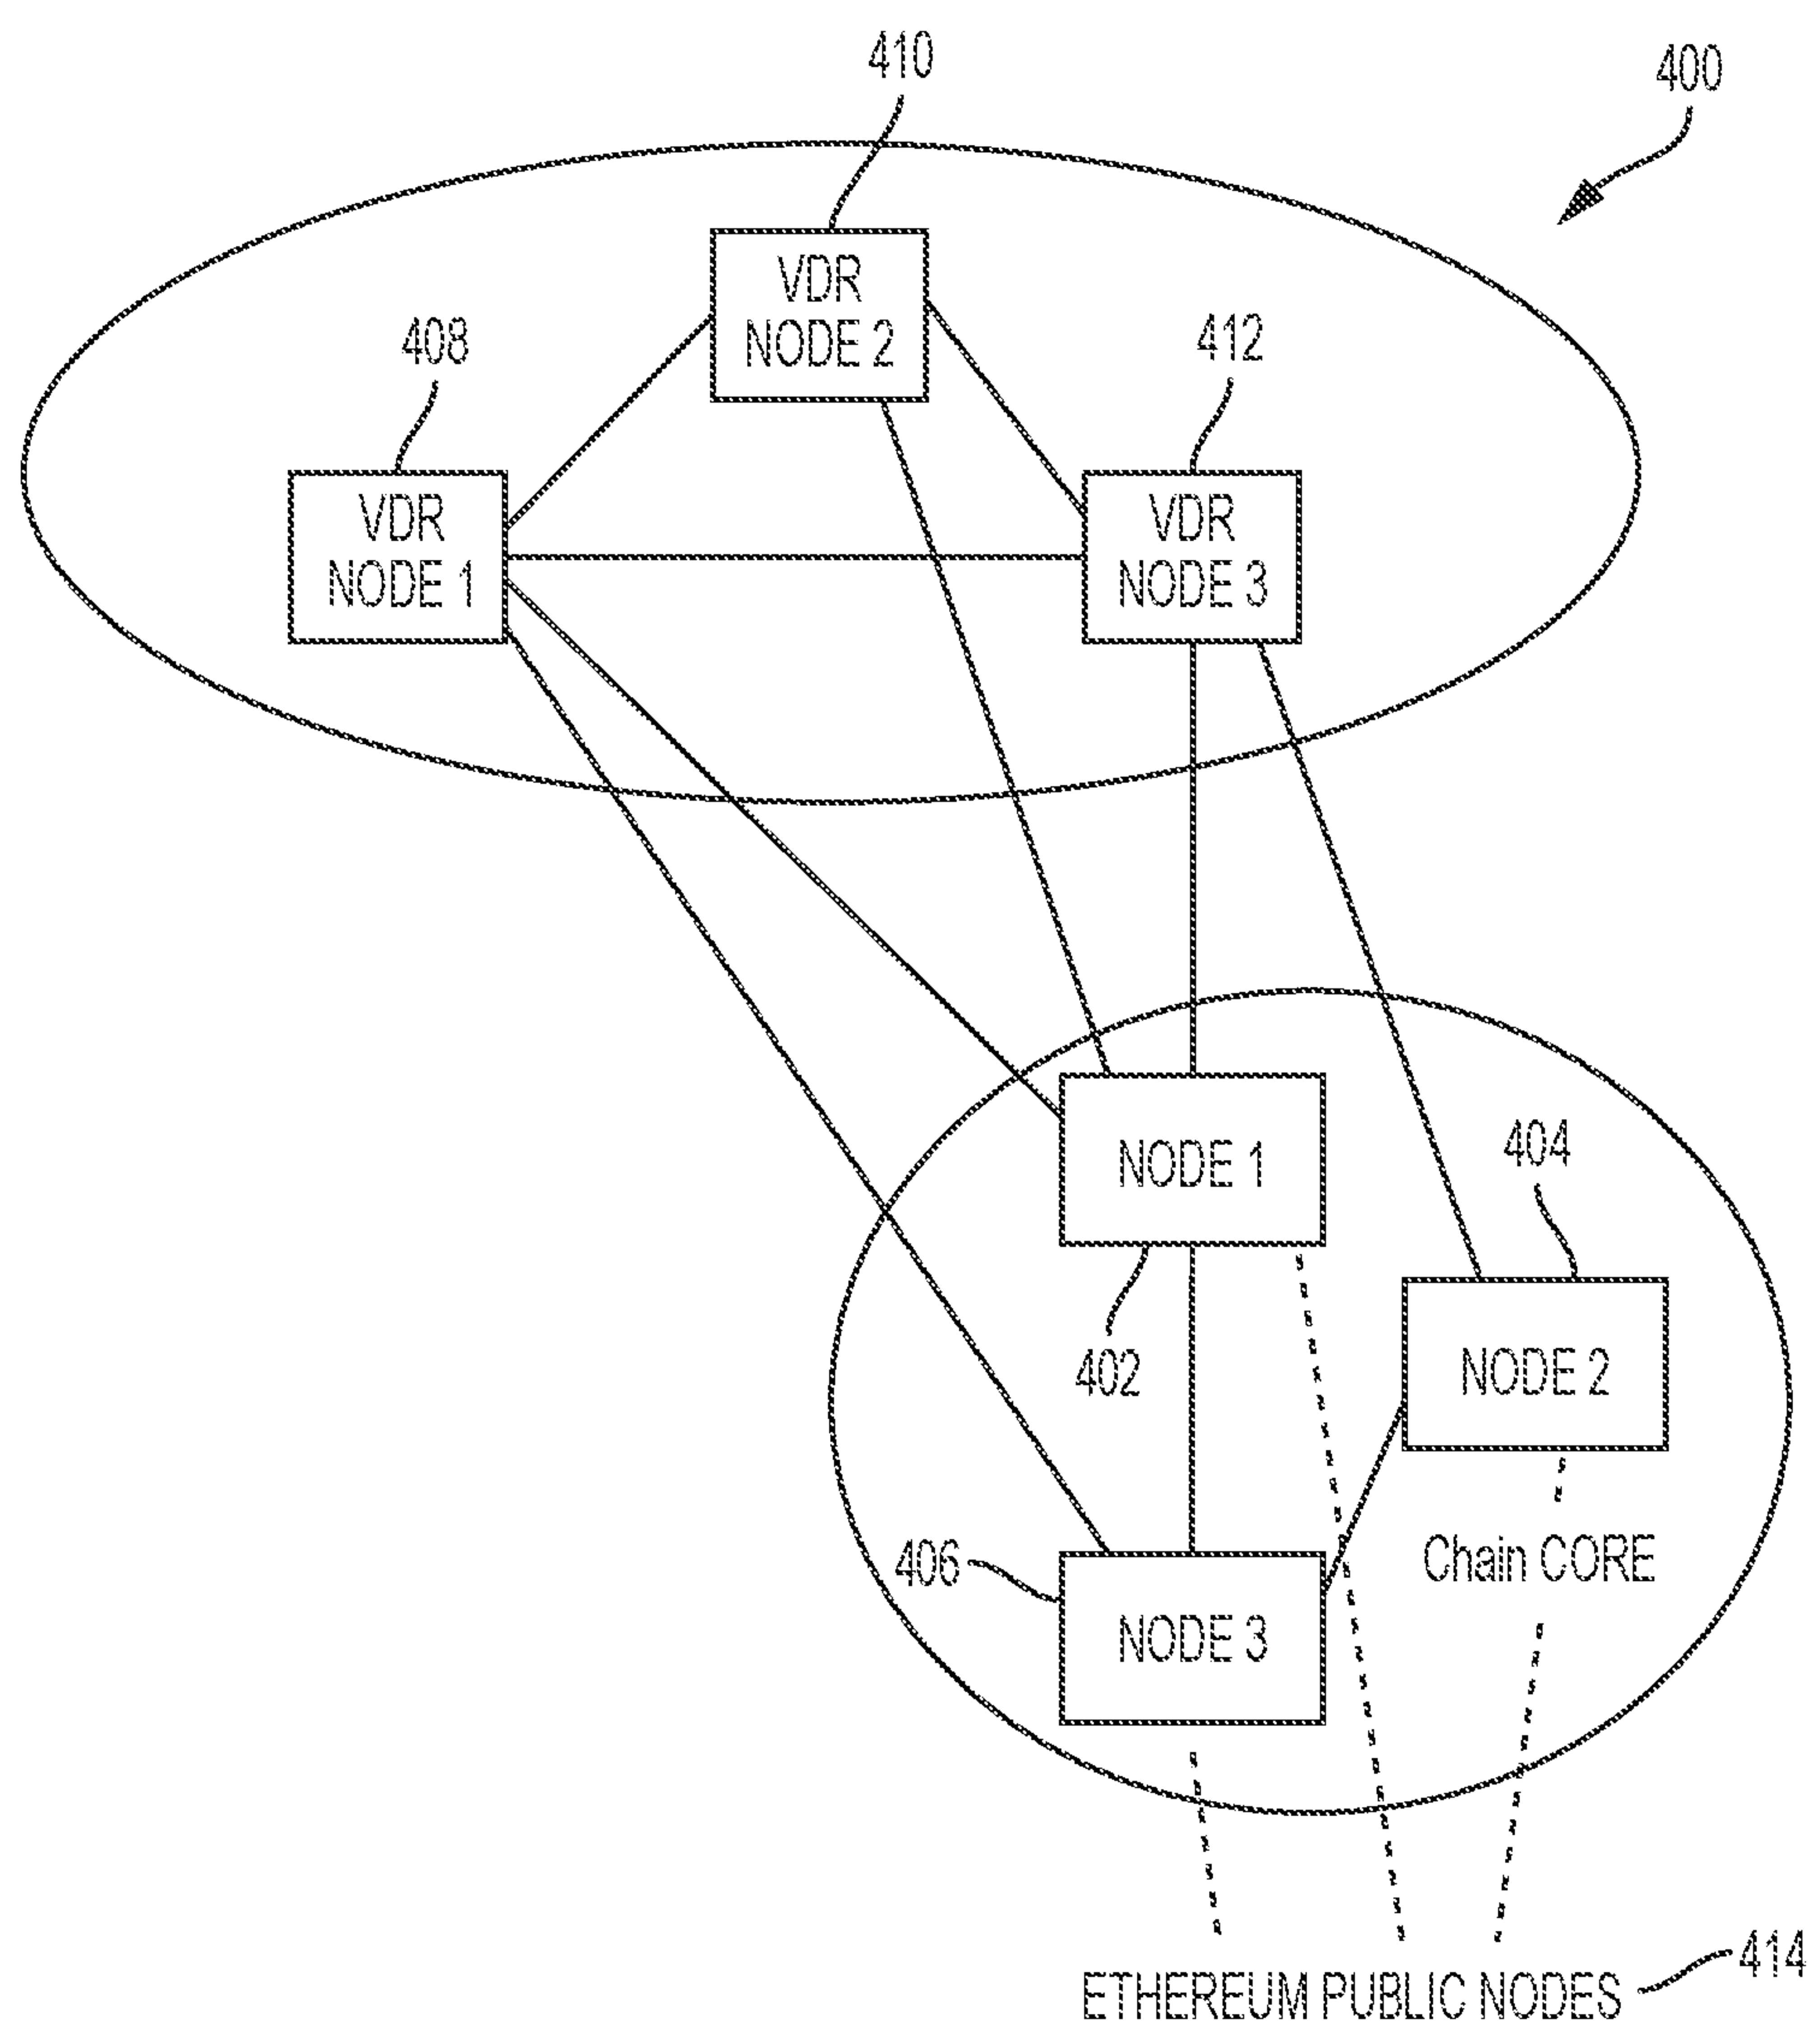 410
400
VDR
NODE 2
408
412
VDR
NODE 1
VDR
NODE 3
NODE 1
404
402
NODE 2
406
Chain CORE
NODE 3
414
ETHEREUM PUBLIC NODES